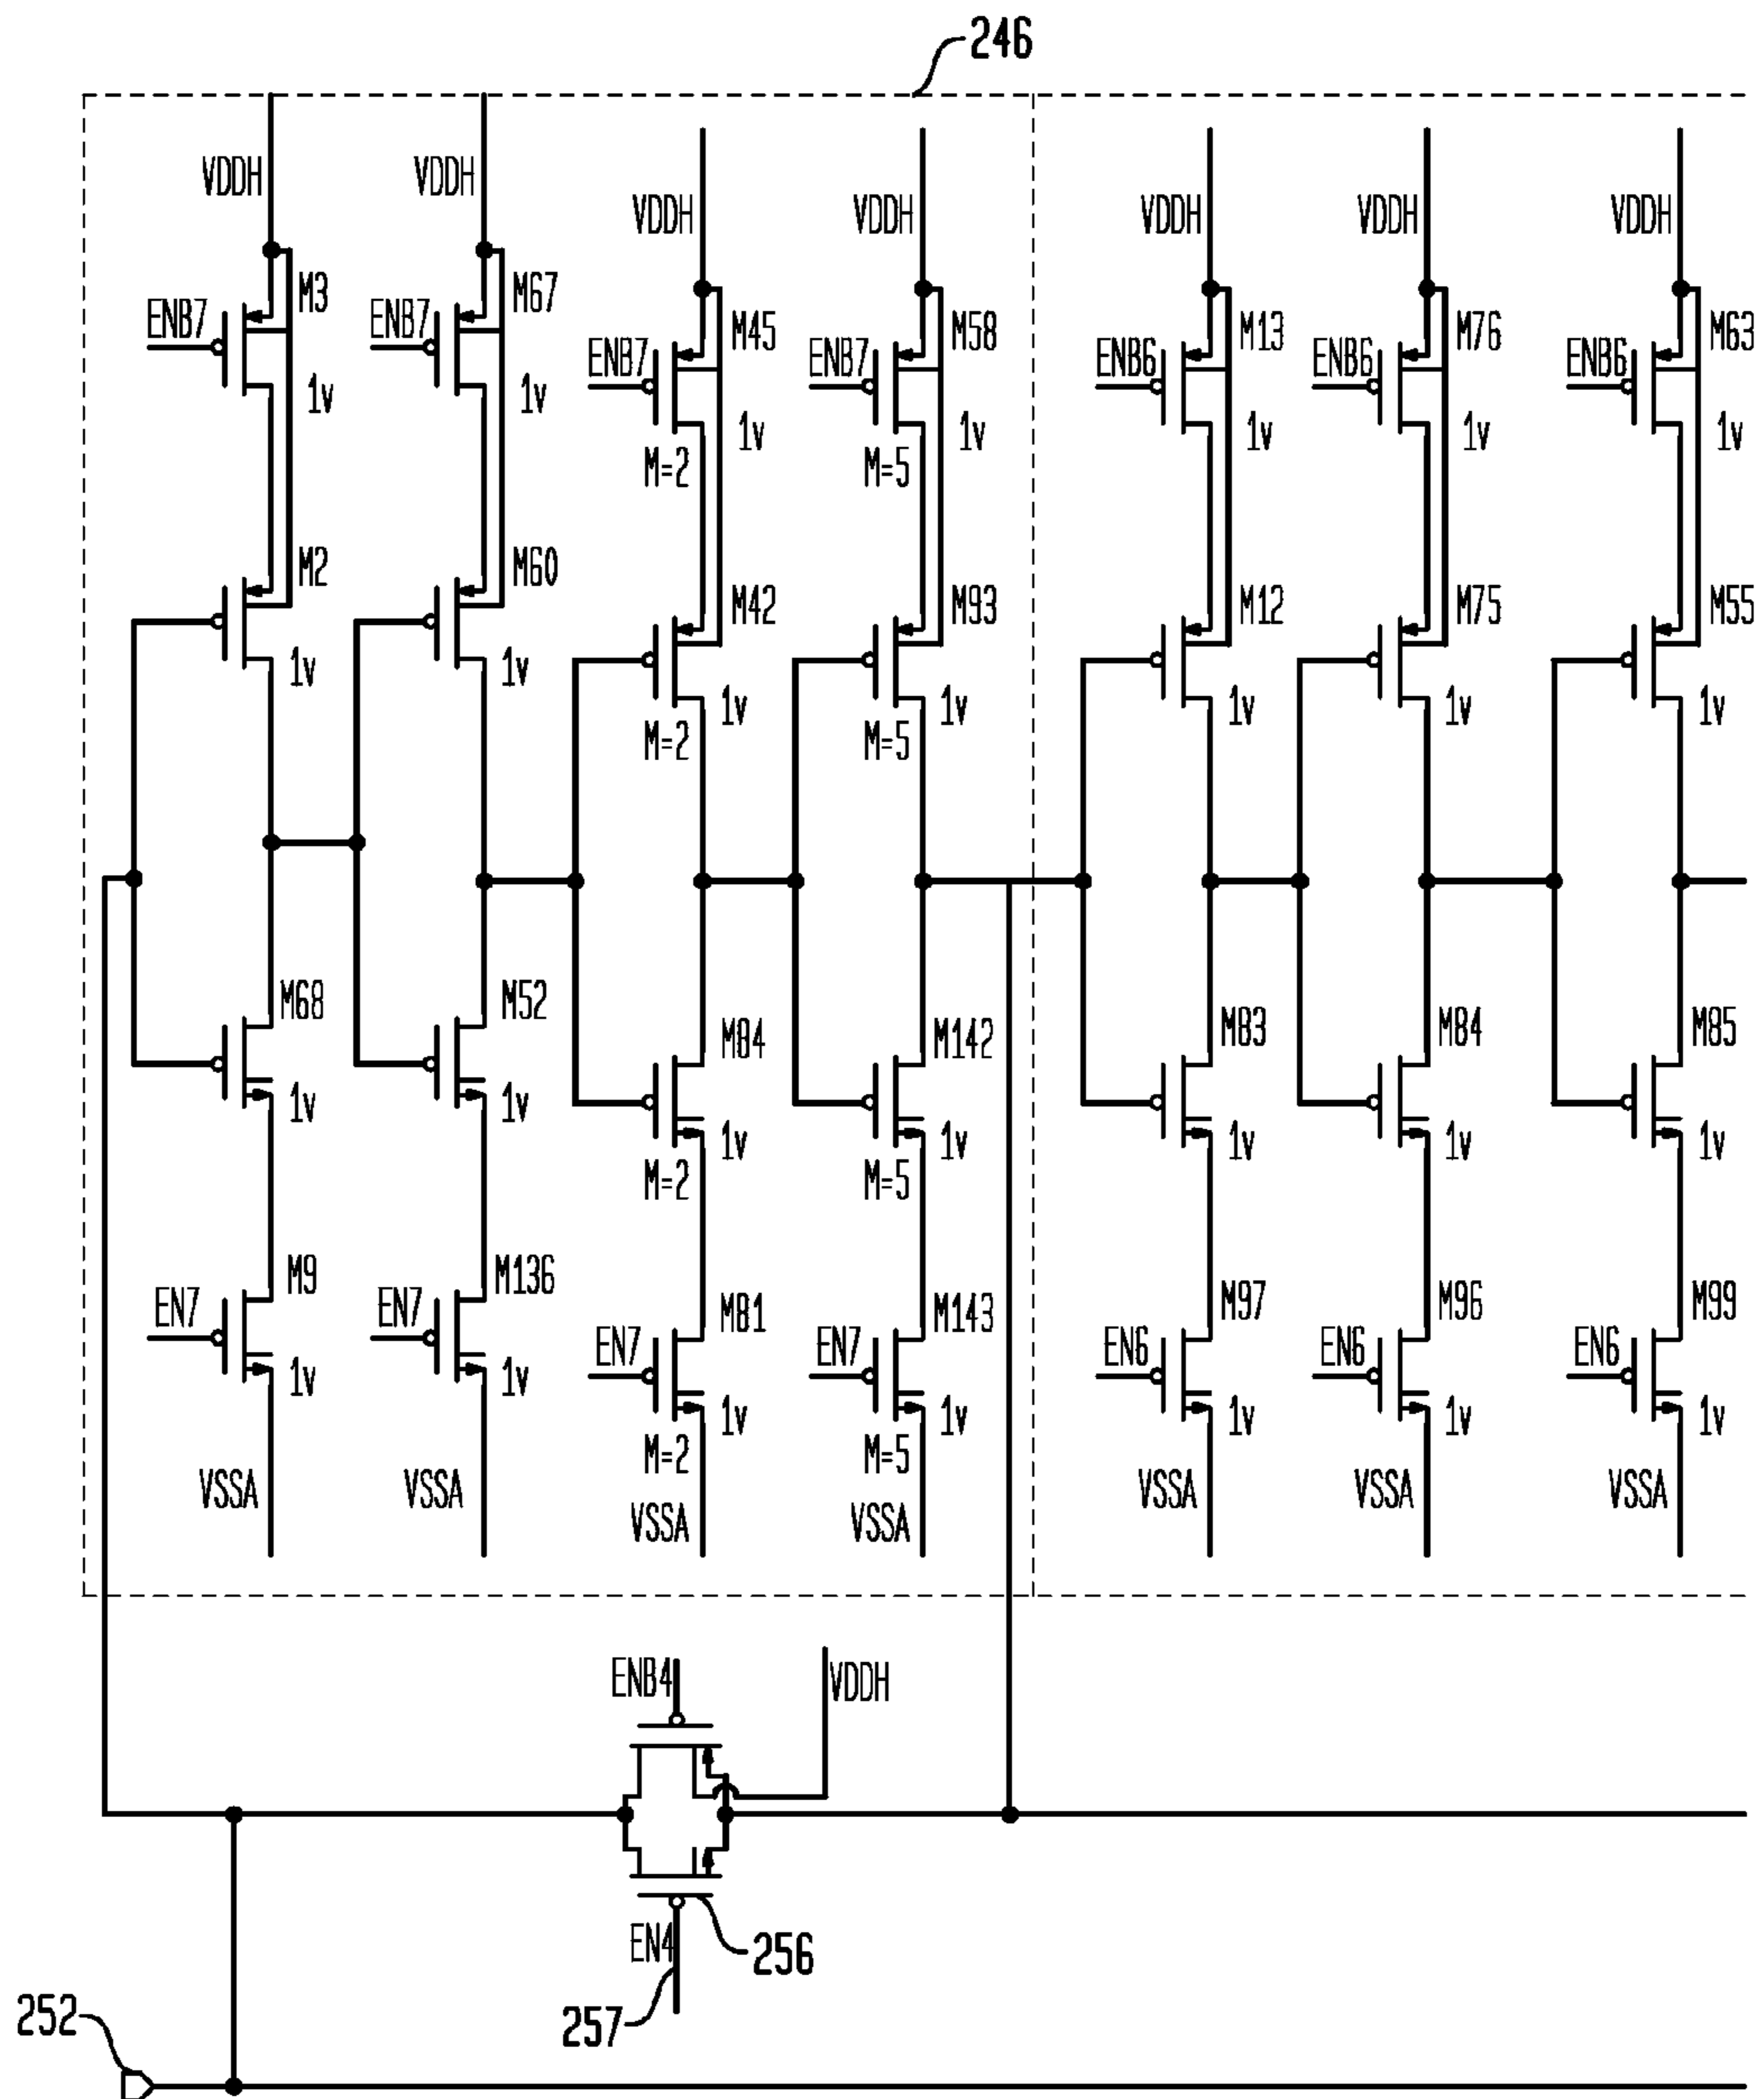 246
VDDH VDDH VDDH VDDH VDDH VDDH VDDH
M3 M67 M45 M58 M13 M76 M63
ENB7 ENB7 ENB7 ENB7 ENB6 ENB6 ENB6
1v 1v 1v 1v 1v 1v 1v
M=2 M=5
M2 M60 M42 M93 M12 M75 M55
1v 1v 1v 1v 1v 1v 1v
M=2 M=5
M68 M52 M84 M142 M83 M84 M85
1v 1v 1v 1v 1v 1v 1v
M=2 M=5
M9 M136 M81 M143 M97 M96 M99
EN7 EN7 EN7 EN7 EN6 EN6 EN6
1v 1v 1v 1v 1v 1v 1v
M=2 M=5
VSSA VSSA VSSA VSSA VSSA VSSA VSSA
ENB4 VDDH
EN4 256
252 257